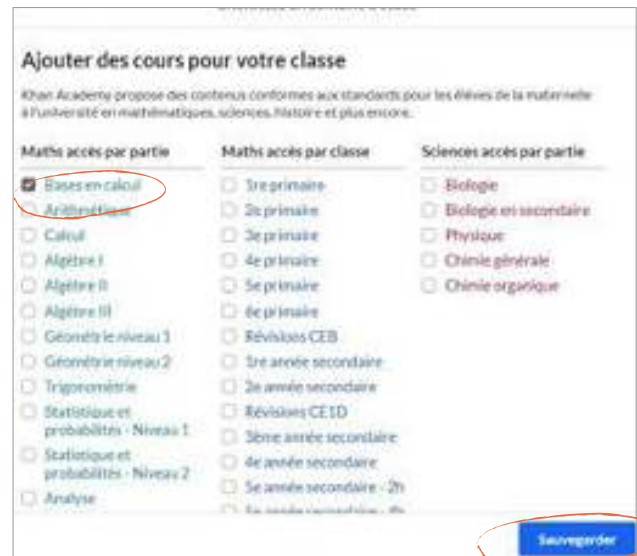 Ajouter des cours pour votre classe
Khan Academy propose des contenus conformes aux standards pour les élèves de la maternelle
à l'université en mathématiques, sciences, histoire et plus encore.
Maths accès par partie
Bases en calcul
Arithmétique
Calcul
Algèbre I
Algèbre II
Algèbre III
Géométrie niveau 1
Géométrie niveau 2
Trigonométrie
Statistique et
probabilités - Niveau 1
Statistique et
probabilités - Niveau 2
Analyse
Maths accès par classe
1re primaire
2e primaire
3e primaire
4e primaire
5e primaire
6e primaire
Révisions CEB
1re année secondaire
2e année secondaire
Révisions CE1D
3ème année secondaire
4e année secondaire
5e année secondaire - 2h
Sciences accès par partie
Biologie
Biologie en secondaire
Physique
Chimie générale
Chimie organique
Sauvegarder